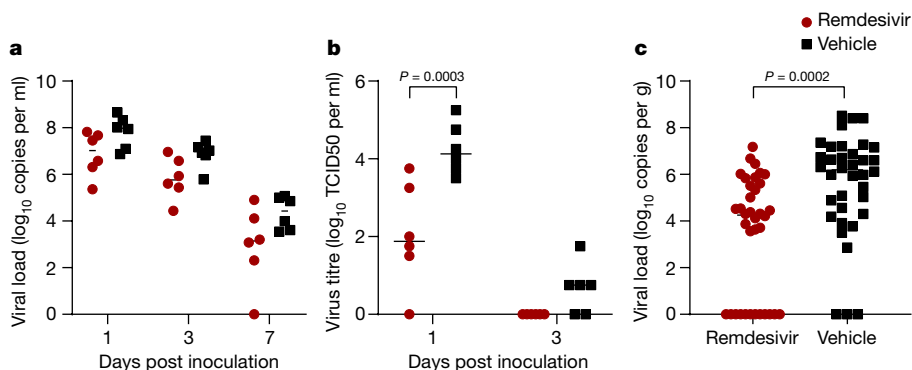 Remdesivir
Vehicle
a
Viral load (log10 copies per ml)
10
8
6
4
2
0
1 3 7
Days post inoculation
b
Virus titre (log10 TCID50 per ml)
P = 0.0003
6
4
2
0
1 3
Days post inoculation
c
Viral load (log10 copies per g)
P = 0.0002
10
8
6
4
2
0
Remdesivir Vehicle